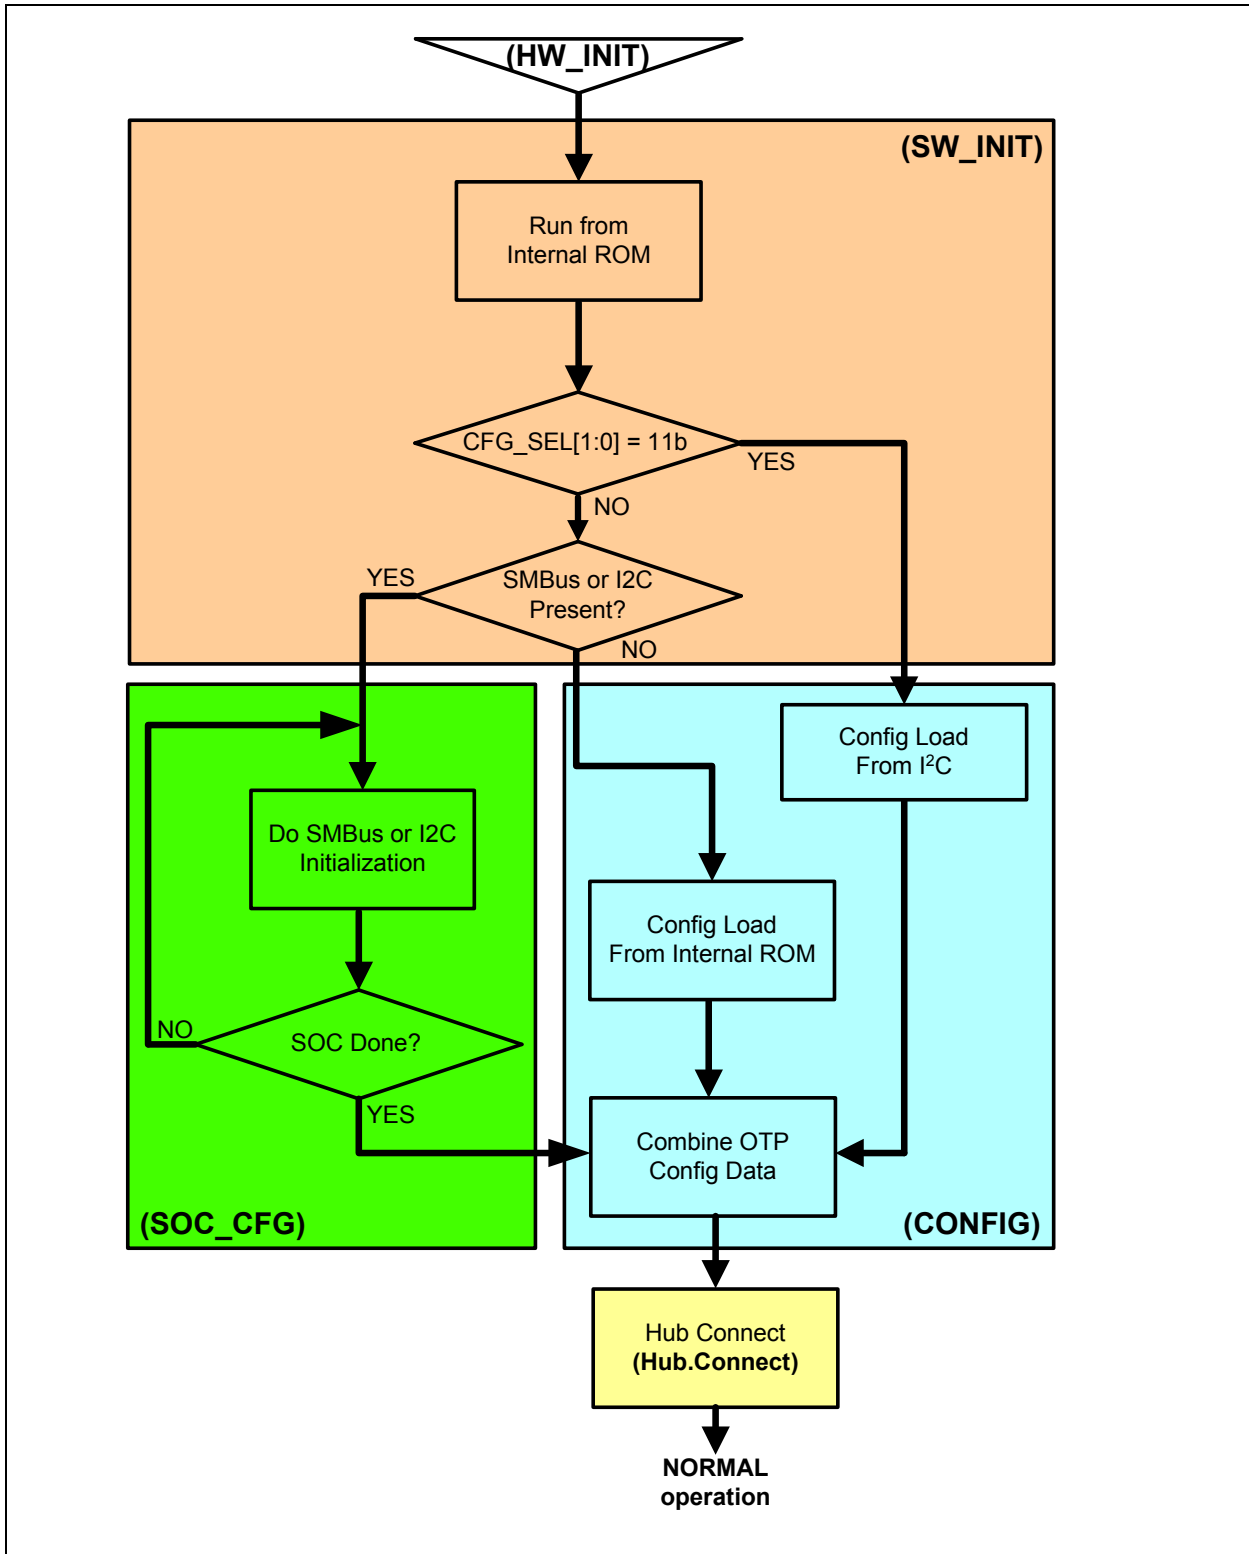 (HW_INIT)
(SW_INIT)
Run from
Internal ROM
CFG_SEL[1:0] = 11b
YES
NO
YES
SMBus or I2C
Present?
NO
Config Load
From I²C
Do SMBus or I2C
Initialization
Config Load
From Internal ROM
NO
SOC Done?
YES
Combine OTP
Config Data
(SOC_CFG)
(CONFIG)
Hub Connect
(Hub.Connect)
NORMAL
operation